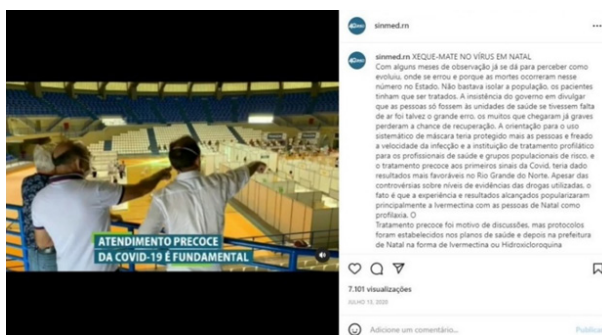 sinmed.rn
sinmed.rn XEQUE-MATE NO VÍRUS EM NATAL
Com alguns meses de observação já se dá para perceber como
evoluiu, onde se errou e porque as mortes ocorreram nesse
número no Estado. Não bastava isolar a população, os pacientes
tinham que ser tratados. A insistência do governo em divulgar
que as pessoas só fossem às unidades de saúde se tivessem falta
de ar foi talvez o grande erro, os muitos que chegaram já graves
perderam a chance de recuperação. A orientação para o uso
sistemático de máscara teria protegido mais as pessoas e freado
a velocidade da infecção e a instituição de tratamento profilático
para os profissionais de saúde e grupos populacionais de risco, e
o tratamento precoce aos primeiros sinais da Covid, teria dado
resultados mais favoráveis no Rio Grande do Norte. Apesar das
controvérsias sobre níveis de evidências das drogas utilizadas, o
fato é que a experiência e resultados alcançados popularizaram
principalmente a Ivermectina com as pessoas de Natal como
profilaxia. O
Tratamento precoce foi motivo de discussões, mas protocolos
foram estabelecidos nos planos de saúde e depois na prefeitura
de Natal na forma de Ivermectina ou Hidroxicloroquina
ATENDIMENTO PRECOCE
DA COVID-19 É FUNDAMENTAL
7.101 visualizações
JULHO 13, 2020
Adicione um comentário...
Publicar